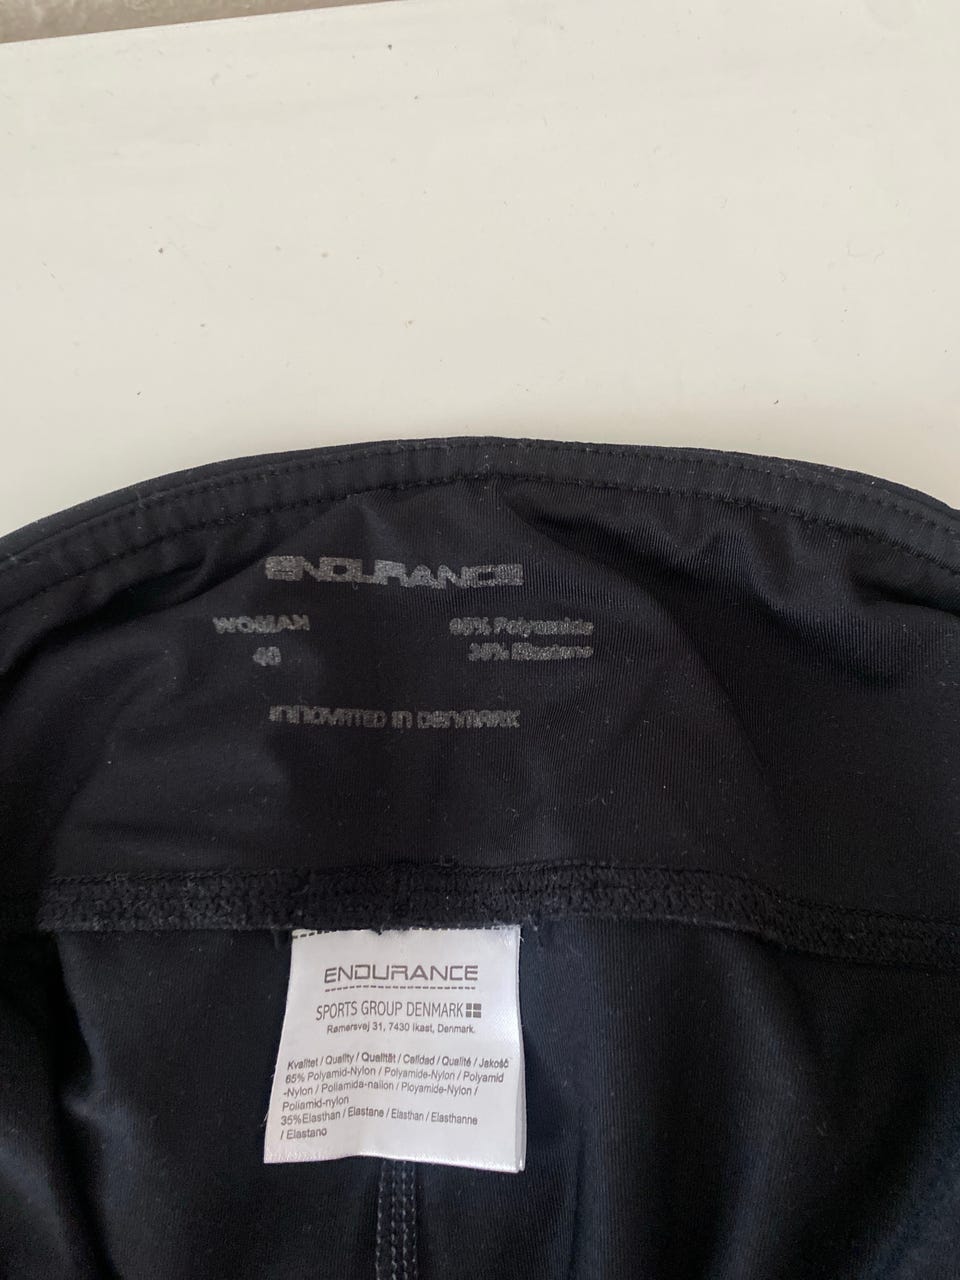 ENDURANCE
WOMAN
40
65% Polyamide
35% Elastane
INNOVATED IN DENMARK
ENDURANCE
SPORTS GROUP DENMARK
Rømersvej 31, 7430 Ikast, Denmark.
Kvalitet / Quality / Qualität / Calidad / Qualité / Jakość
65% Polyamid-Nylon / Polyamide-Nylon / Polyamid
-Nylon / Poliamida-nailon / Ployamide-Nylon /
Poliamid-nylon
35%Elasthan / Elastane / Elasthan / Elasthanne
/ Elastano